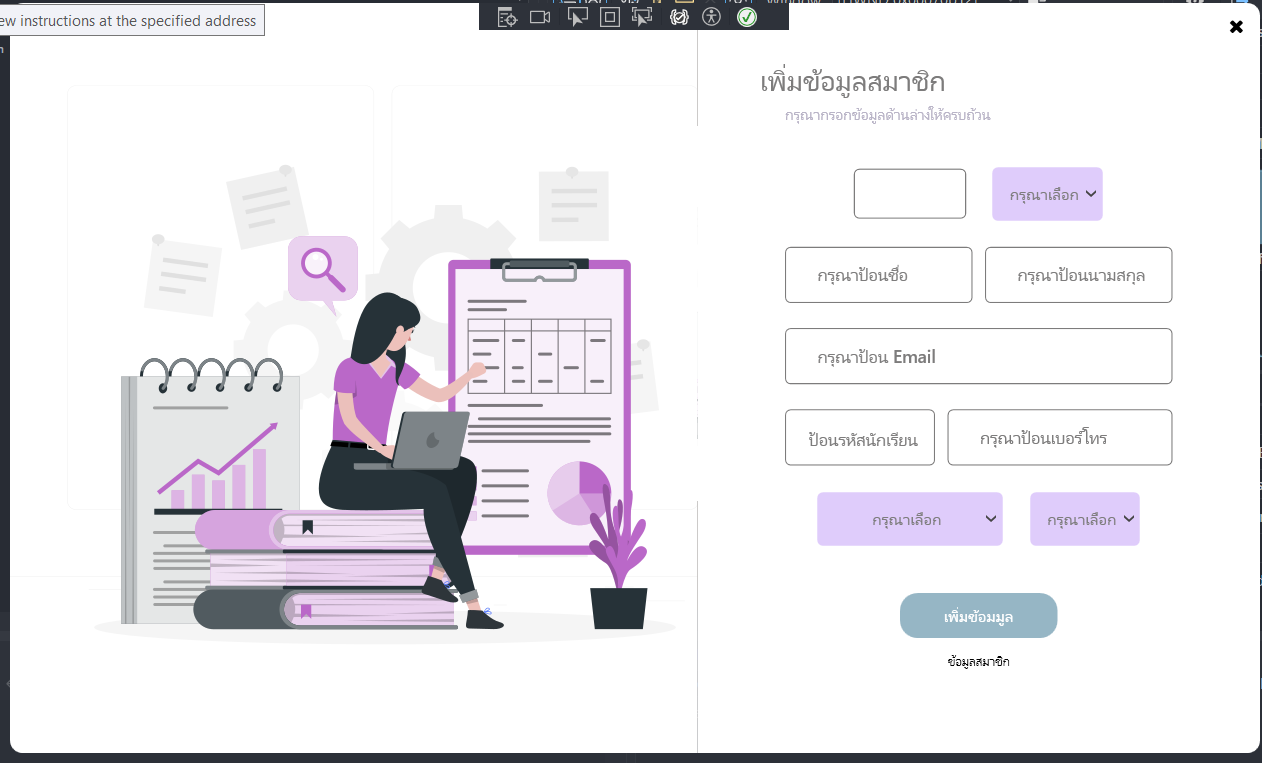 ew instructions at the specified address
เพิ่มข้อมูลสมาชิก
กรุณากรอกข้อมูลด้านล่างให้ครบถ้วน
กรุณาเลือก
กรุณาป้อนชื่อ กรุณาป้อนนามสกุล
กรุณาป้อน Email
ป้อนรหัสนักเรียน กรุณาป้อนเบอร์โทร
กรุณาเลือก กรุณาเลือก
เพิ่มข้อมมูล
ข้อมูลสมาชิก